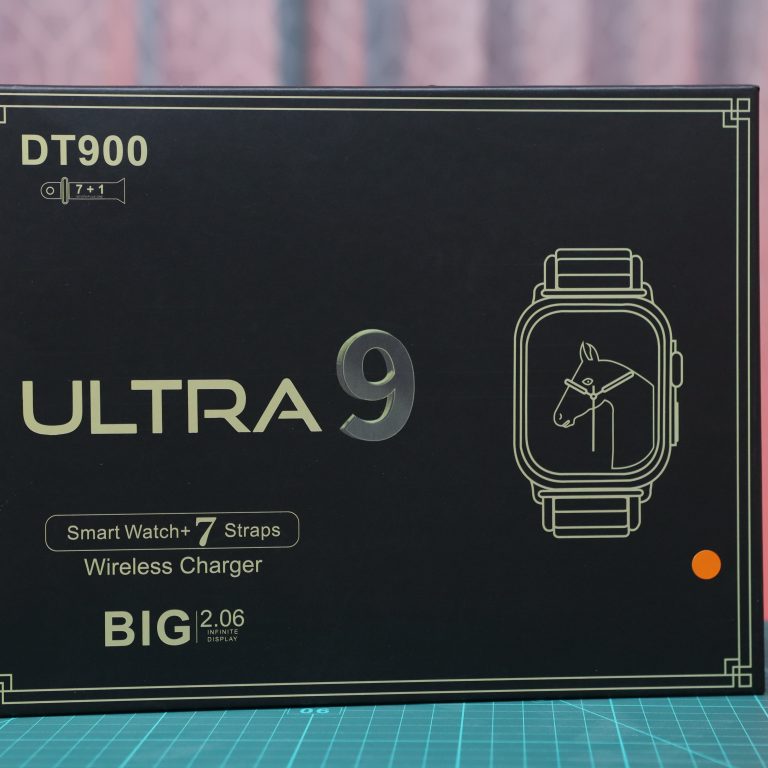 DT900
7 + 1
ULTRA 9
Smart Watch+ 7 Straps
Wireless Charger
BIG 2.06
INFINITE
DISPLAY